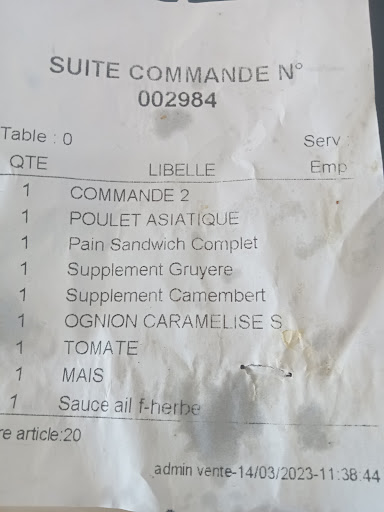 SUITE COMMANDE N°
002984
Table : 0 Serv
QTE LIBELLE Emp
1 COMMANDE 2
1 POULET ASIATIQUE
1 Pain Sandwich Complet
1 Supplement Gruyere
1 Supplement Camembert
1 OGNION CARAMELISE S
1 TOMATE
1 MAIS
1 Sauce ail f-herbe
re article:20
admin vente-14/03/2023-11:38:44